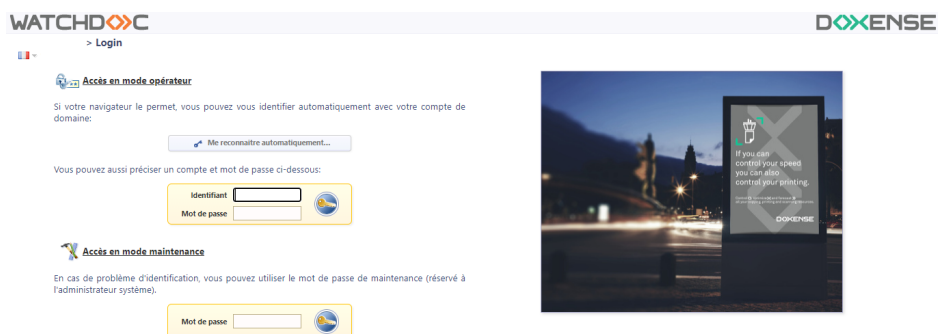 WATCHDOC
DOXENSE
> Login
Accès en mode opérateur
Si votre navigateur le permet, vous pouvez vous identifier automatiquement avec votre compte de
domaine:
Me reconnaitre automatiquement...
Vous pouvez aussi préciser un compte et mot de passe ci-dessous:
Identifiant
Mot de passe
Accès en mode maintenance
En cas de problème d'identification, vous pouvez utiliser le mot de passe de maintenance (réservé à
l'administrateur système).
Mot de passe
If you can
control your speed
you can also
control your printing.
DOXENSE